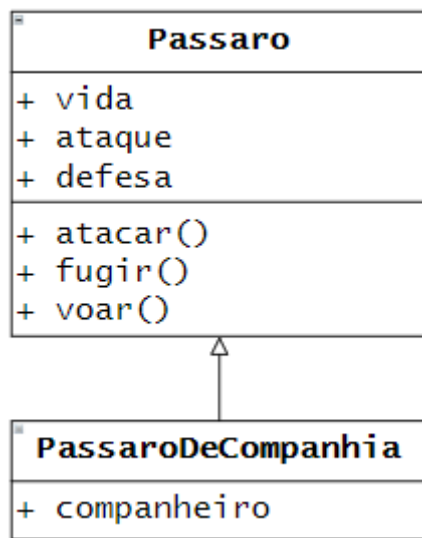 Passaro
+ vida
+ ataque
+ defesa
+ atacar()
+ fugir()
+ voar()
PassaroDeCompanhia
+ companheiro